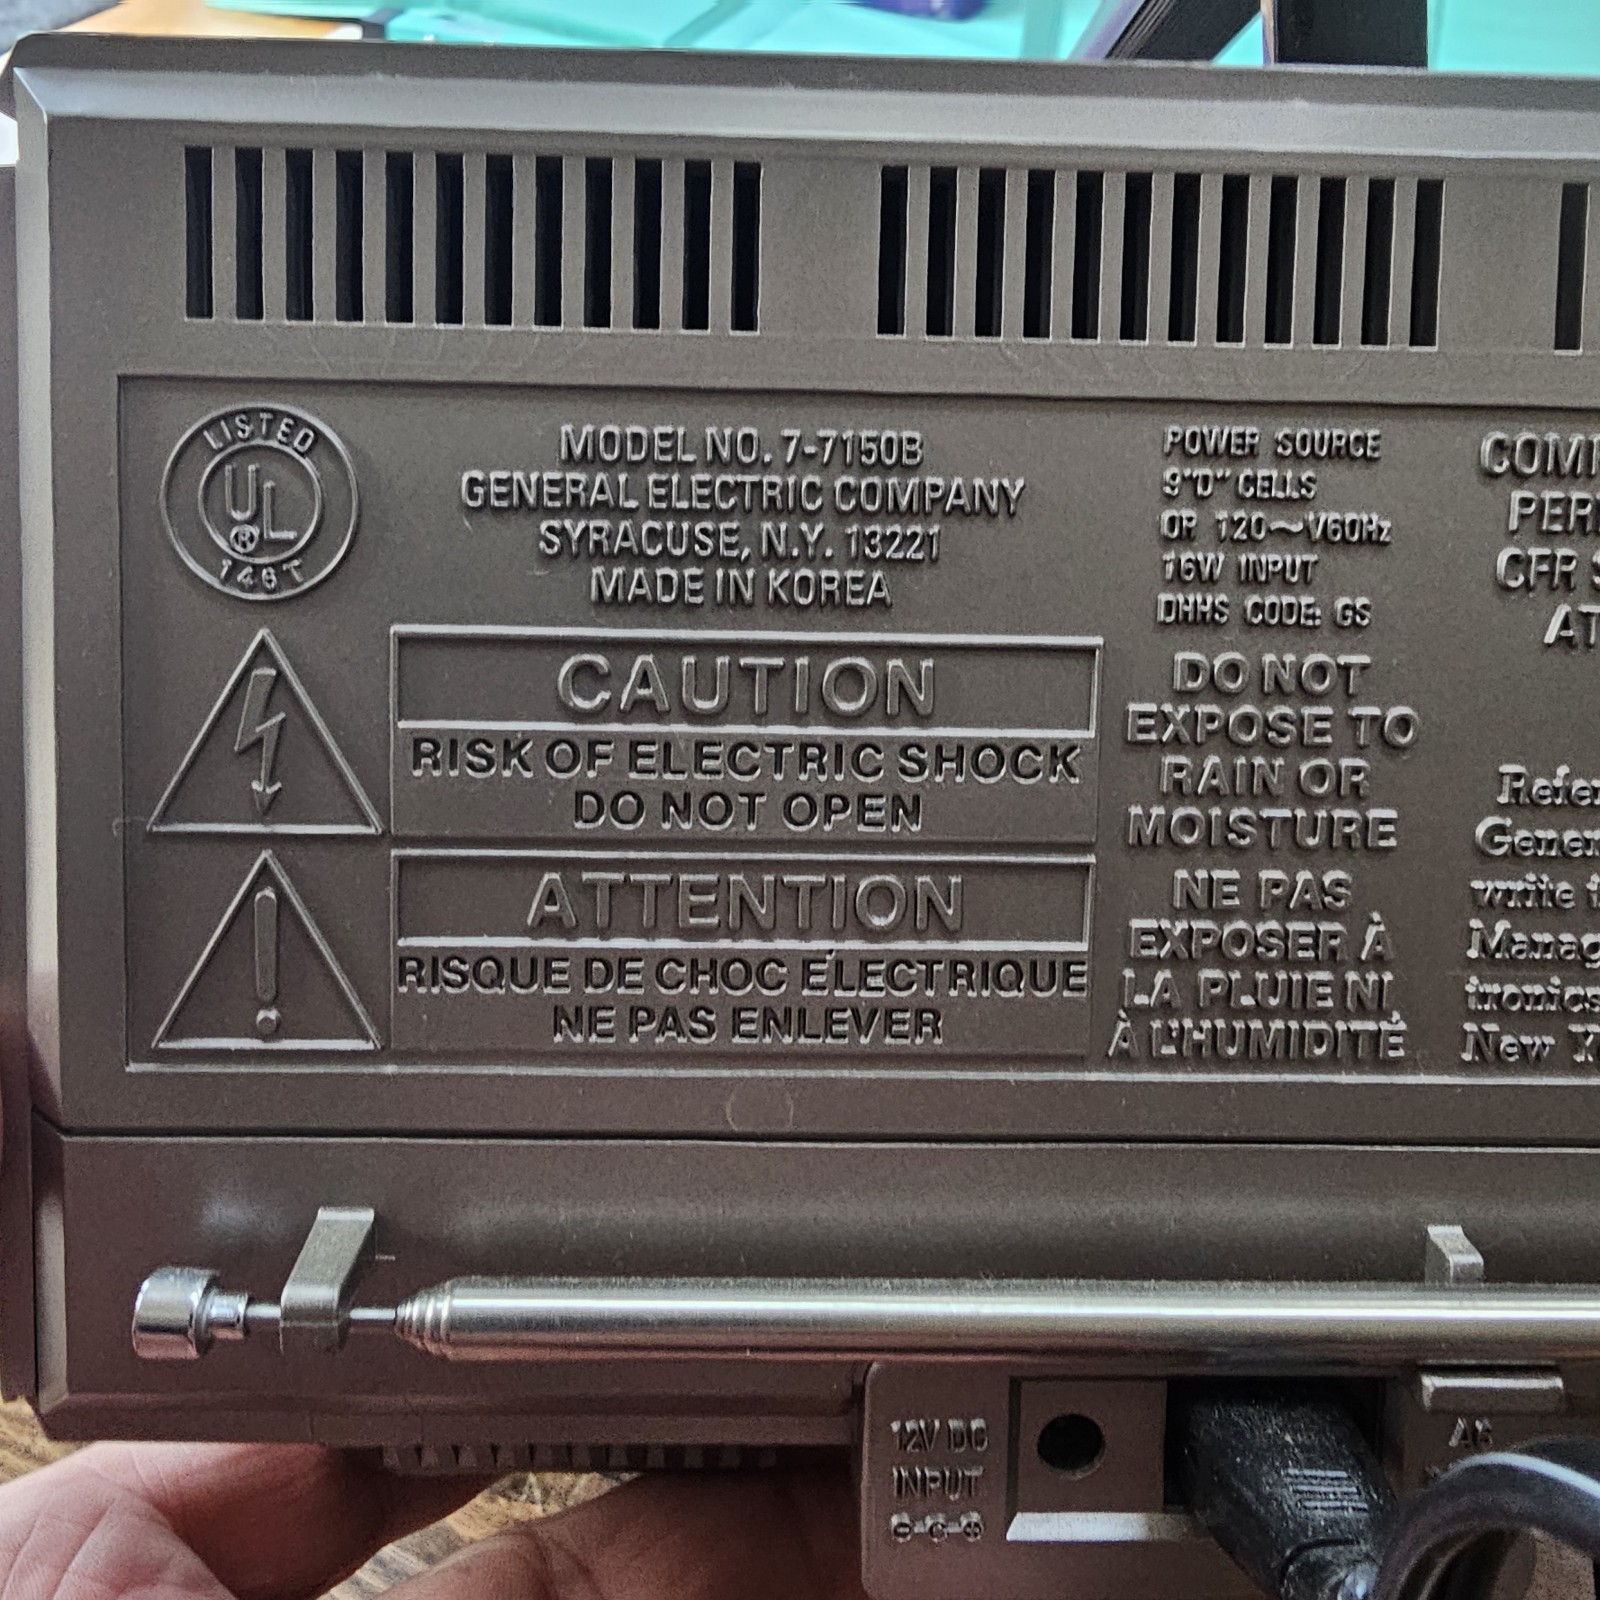 LISTED
UL
®
146T
MODEL NO. 7-7150B
GENERAL ELECTRIC COMPANY
SYRACUSE, N.Y. 13221
MADE IN KOREA
CAUTION
RISK OF ELECTRIC SHOCK
DO NOT OPEN
ATTENTION
RISQUE DE CHOC ÉLECTRIQUE
NE PAS ENLEVER
POWER SOURCE
9"D" CELLS
OR 120~V60Hz
16W INPUT
DHHS CODE: GS
DO NOT
EXPOSE TO
RAIN OR
MOISTURE
NE PAS
EXPOSER À
LA PLUIE NI
À L'HUMIDITÉ
CFR
New
12V DC
INPUT